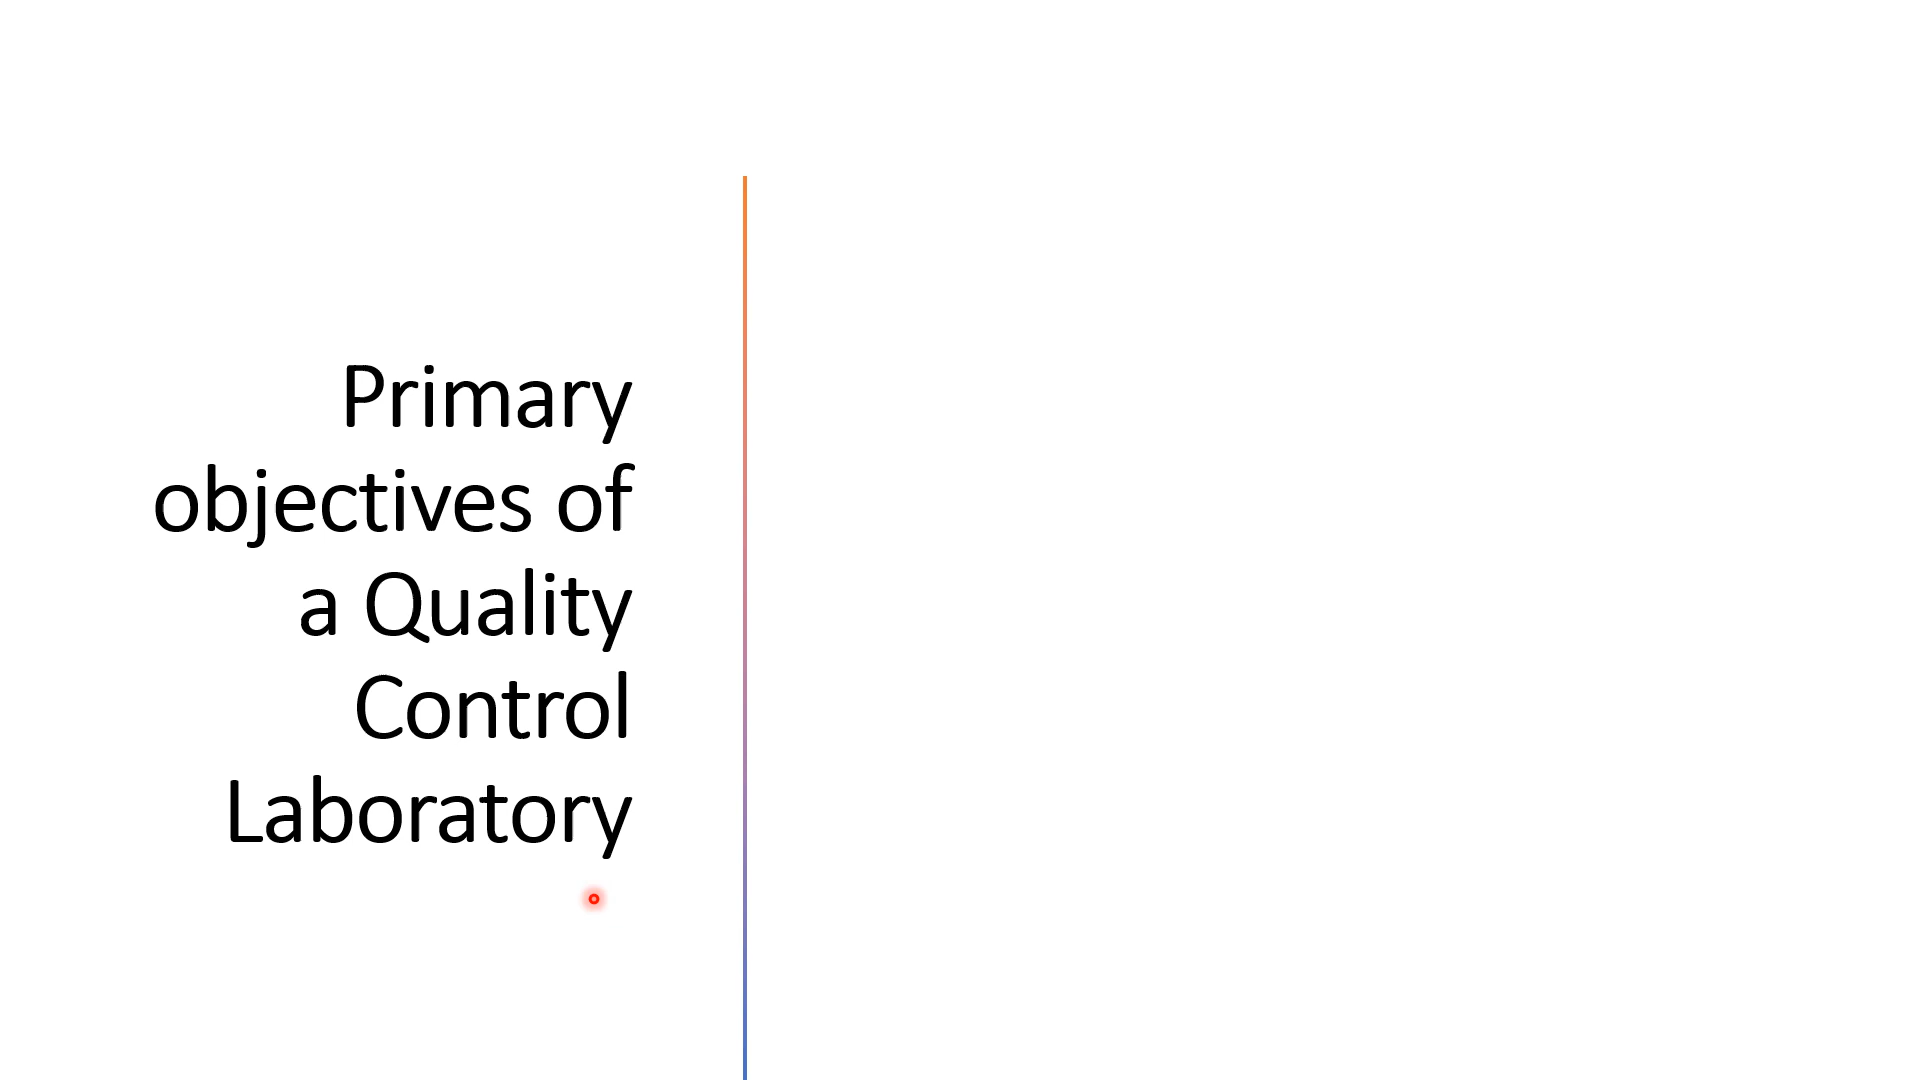 Primary
objectives of
a Quality
Control
Laboratory